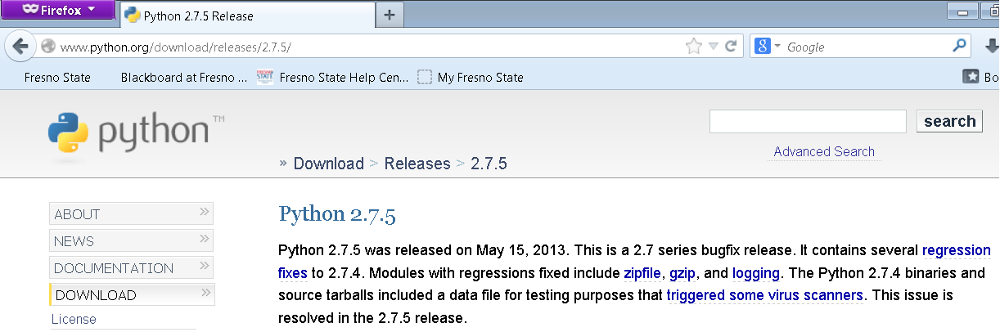 Firefox
Python 2.7.5 Release
www.python.org/download/releases/2.7.5/
Google
Fresno State
Blackboard at Fresno ...
Fresno State Help Cen...
My Fresno State
Bo
python™
search
Advanced Search
» Download > Releases > 2.7.5
ABOUT »
NEWS »
DOCUMENTATION »
DOWNLOAD »
License
Python 2.7.5
Python 2.7.5 was released on May 15, 2013. This is a 2.7 series bugfix release. It contains several regression
fixes to 2.7.4. Modules with regressions fixed include zipfile, gzip, and logging. The Python 2.7.4 binaries and
source tarballs included a data file for testing purposes that triggered some virus scanners. This issue is
resolved in the 2.7.5 release.